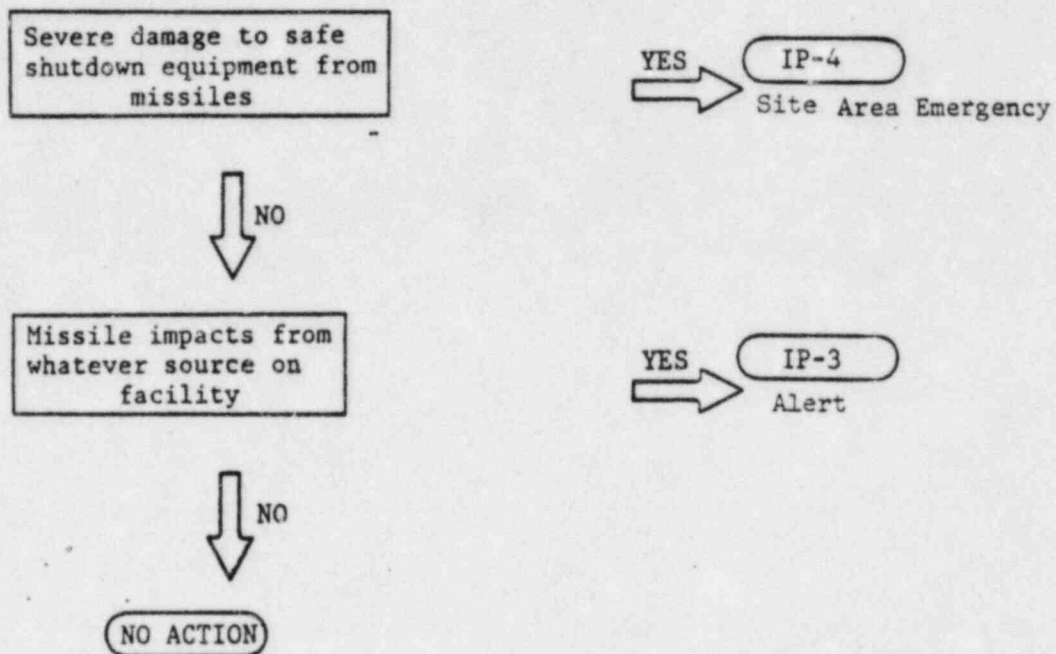 Severe damage to safe
shutdown equipment from
missiles
YES
IP-4
Site Area Emergency
NO
Missile impacts from
whatever source on
facility
YES
IP-3
Alert
NO
NO ACTION